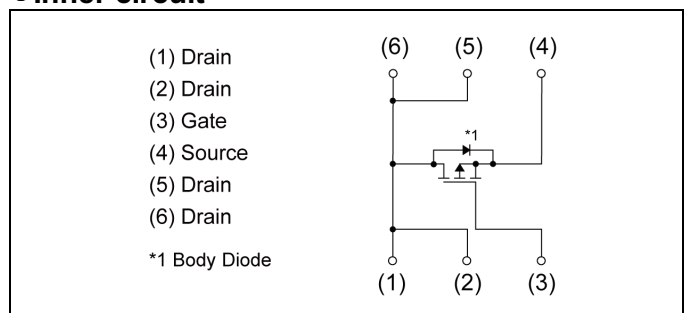 Inner circuit
(1) Drain
(2) Drain
(3) Gate
(4) Source
(5) Drain
(6) Drain
*1 Body Diode
(6) (5) (4)
*1
(1) (2) (3)